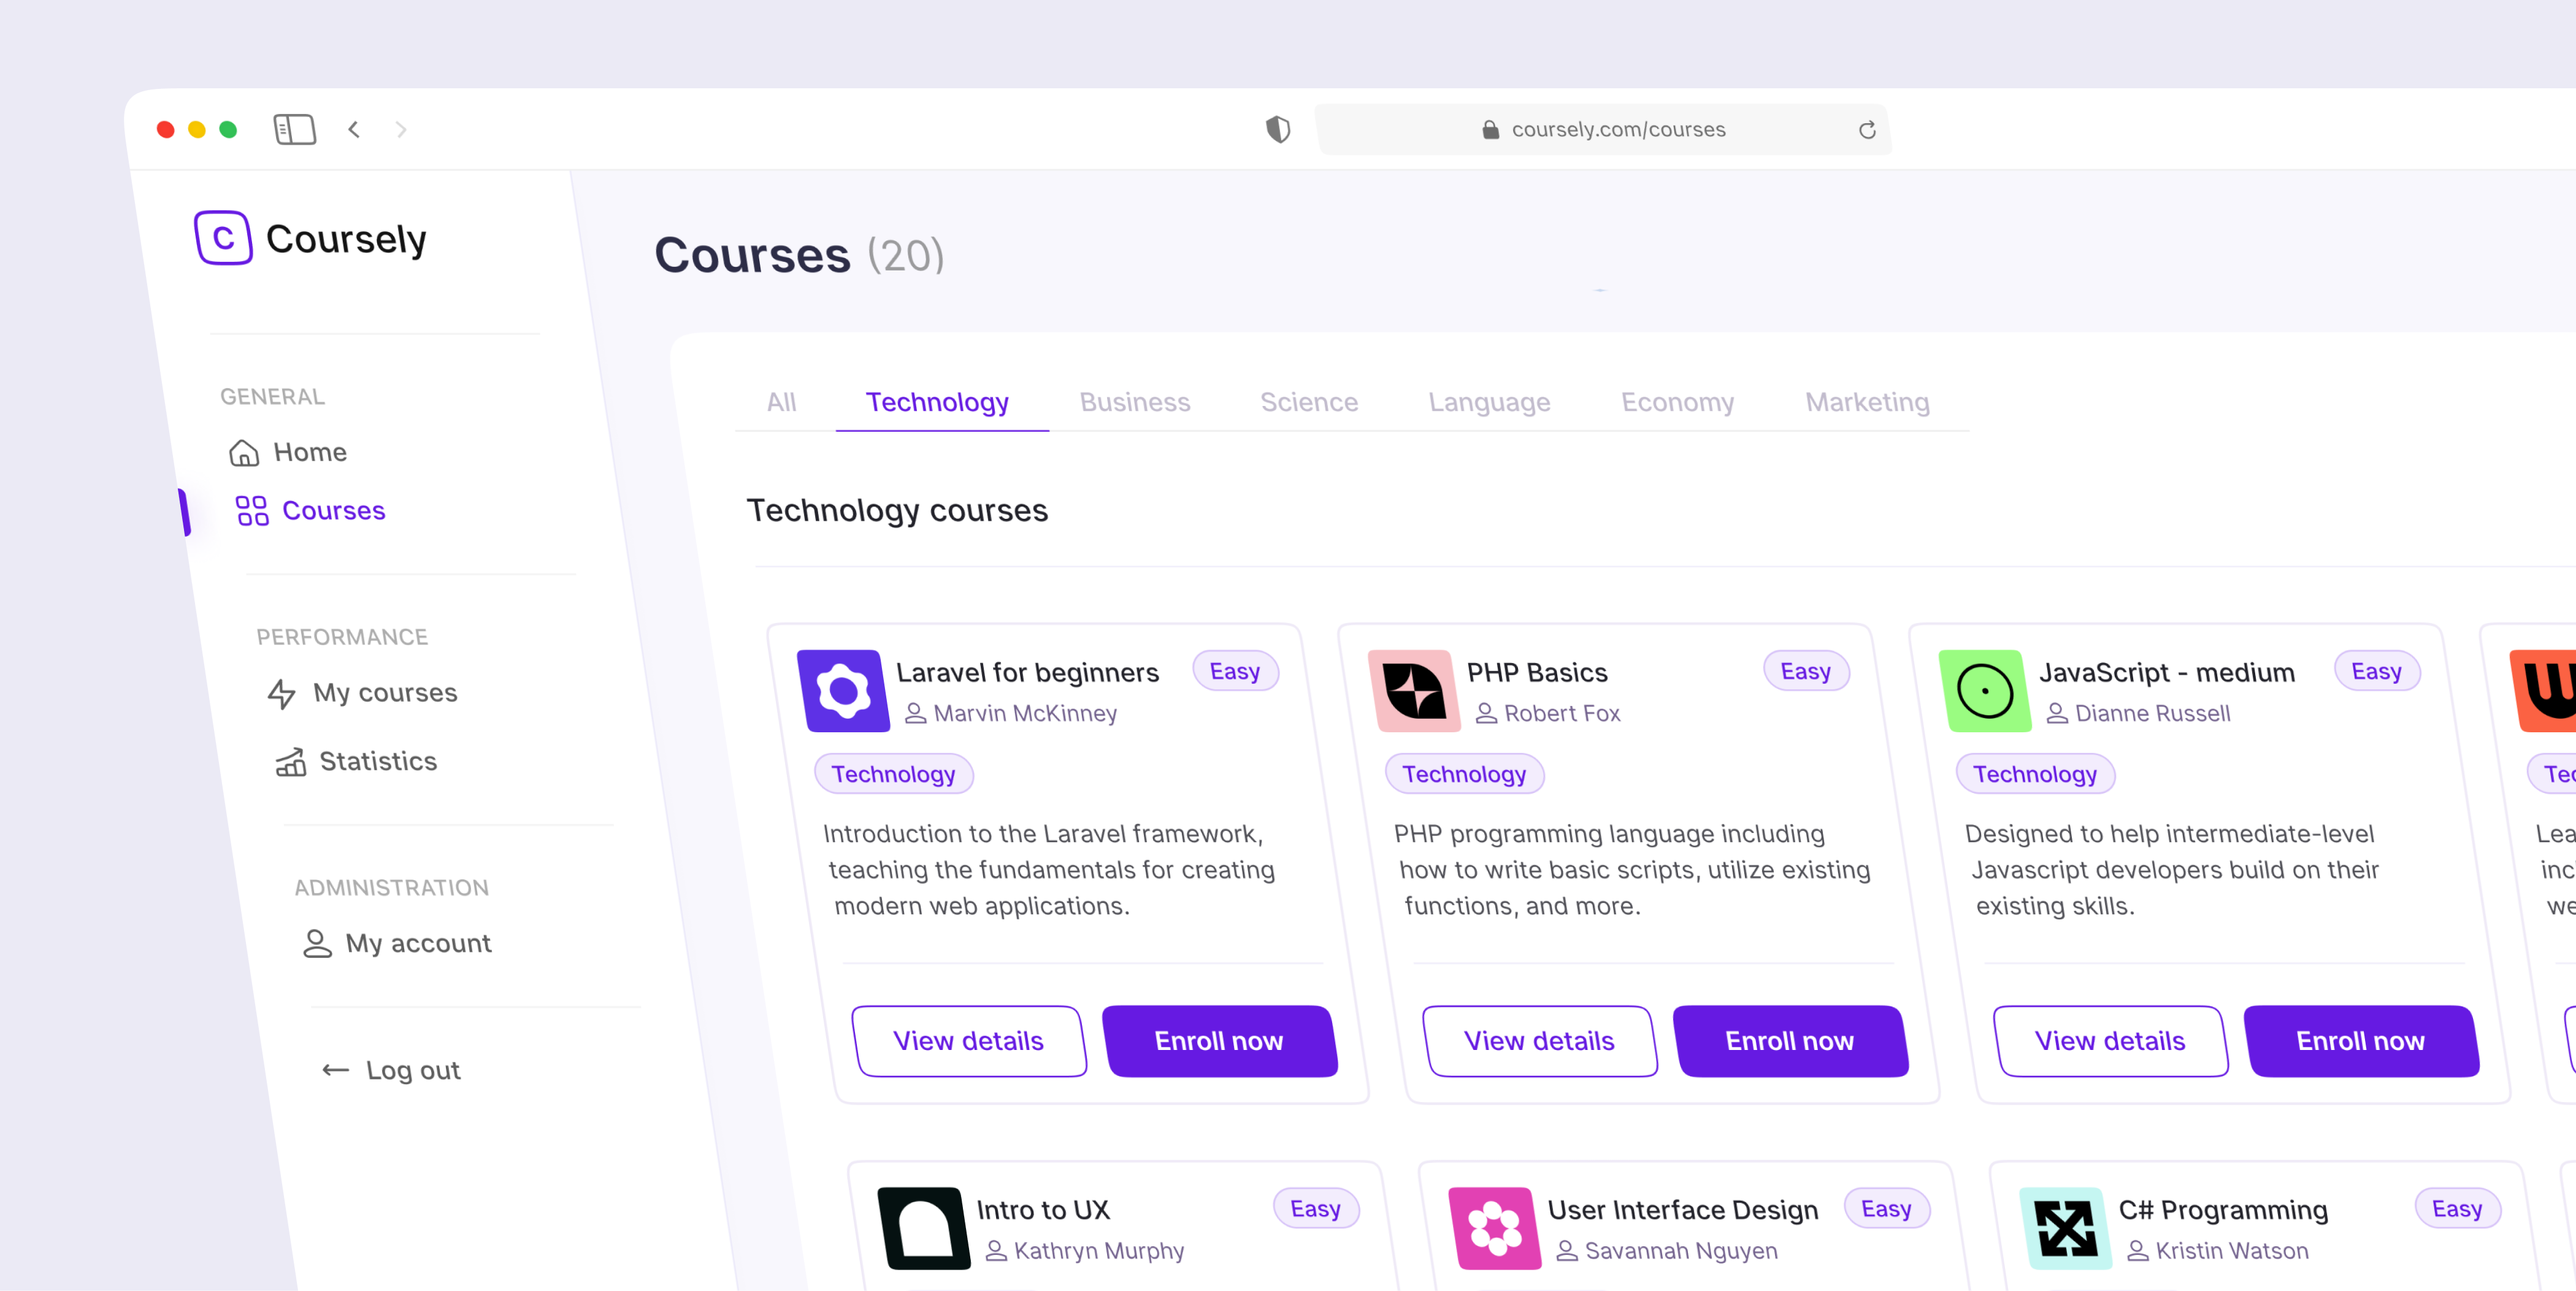 coursely.com/courses
C Coursely
GENERAL
Home
Courses
PERFORMANCE
My courses
Statistics
ADMINISTRATION
My account
Log out
Courses (20)
All Technology Business Science Language Economy Marketing
Technology courses
Laravel for beginners Easy
Marvin McKinney
Technology
Introduction to the Laravel framework,
teaching the fundamentals for creating
modern web applications.
View details Enroll now
PHP Basics Easy
Robert Fox
Technology
PHP programming language including
how to write basic scripts, utilize existing
functions, and more.
View details Enroll now
JavaScript - medium Easy
Dianne Russell
Technology
Designed to help intermediate-level
Javascript developers build on their
existing skills.
View details Enroll now
Intro to UX Easy
Kathryn Murphy
User Interface Design Easy
Savannah Nguyen
C# Programming Easy
Kristin Watson